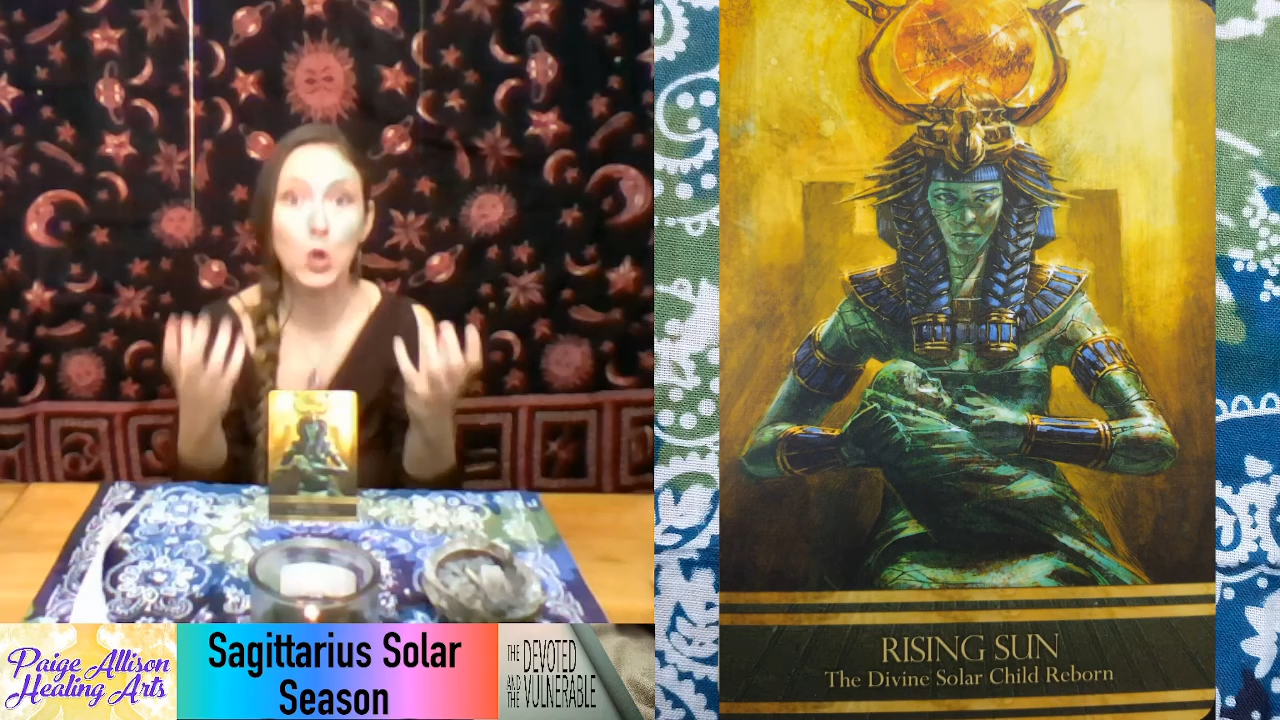 Paige Allison
Healing Arts
Sagittarius Solar
Season
THE DEVOTED
AND THE VULNERABLE
RISING SUN
The Divine Solar Child Reborn